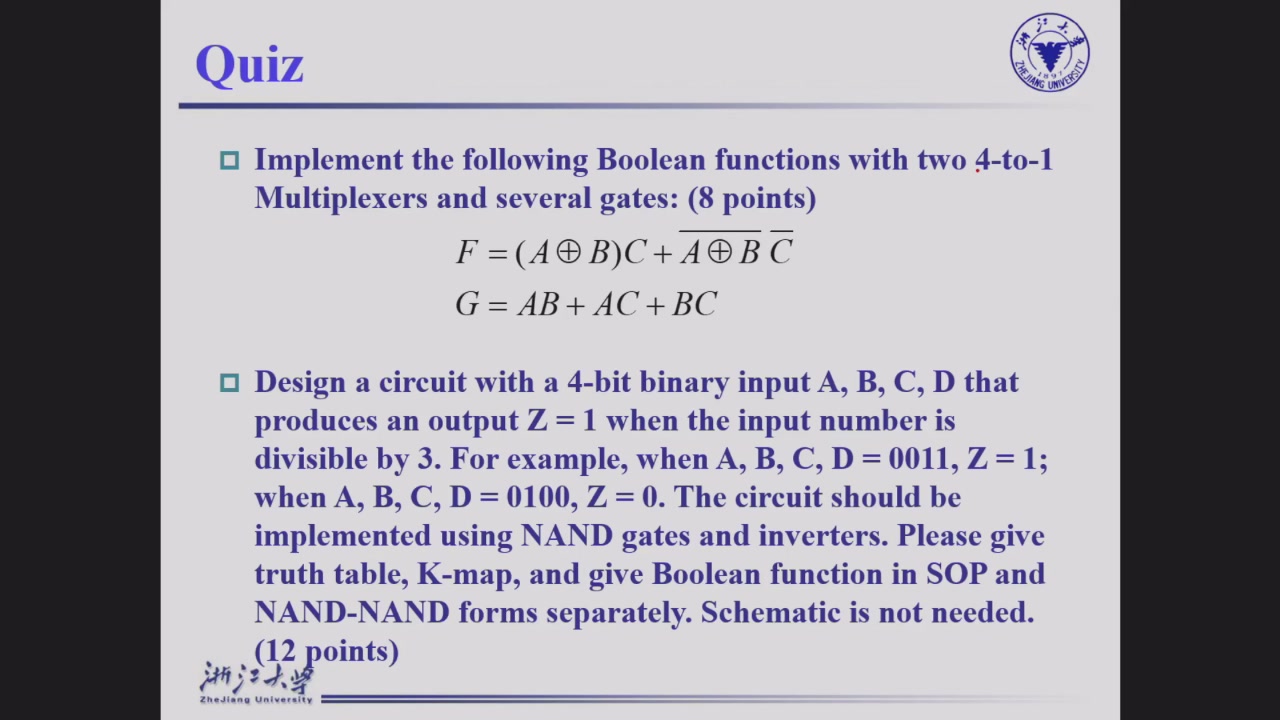 Quiz
浙江大学
ZHEJIANG UNIVERSITY
1897
Implement the following Boolean functions with two 4-to-1
Multiplexers and several gates: (8 points)
F = (A ⊕ B)C + \overline{A ⊕ B} \overline{C}
G = AB + AC + BC
Design a circuit with a 4-bit binary input A, B, C, D that
produces an output Z = 1 when the input number is
divisible by 3. For example, when A, B, C, D = 0011, Z = 1;
when A, B, C, D = 0100, Z = 0. The circuit should be
implemented using NAND gates and inverters. Please give
truth table, K-map, and give Boolean function in SOP and
NAND-NAND forms separately. Schematic is not needed.
(12 points)
浙江大学
ZheJiang University